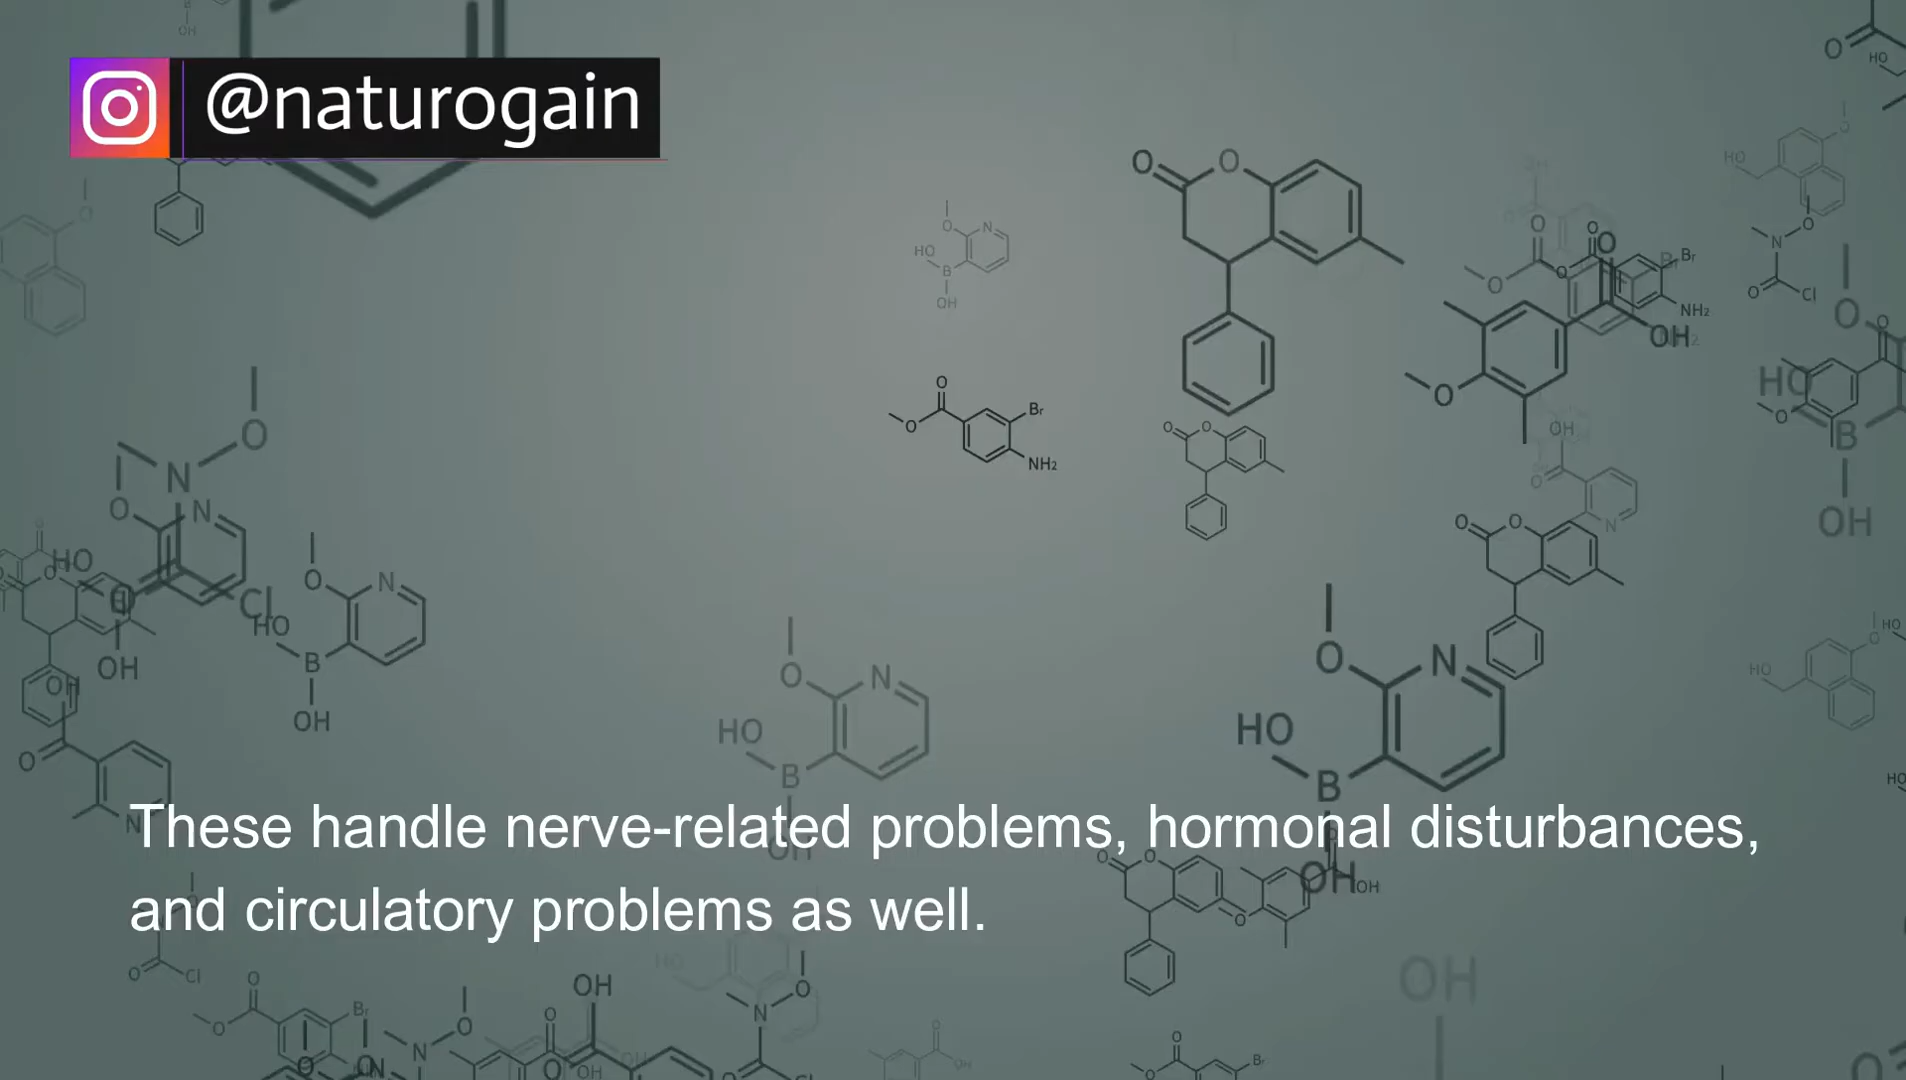 @naturogain
These handle nerve-related problems, hormonal disturbances,
and circulatory problems as well.